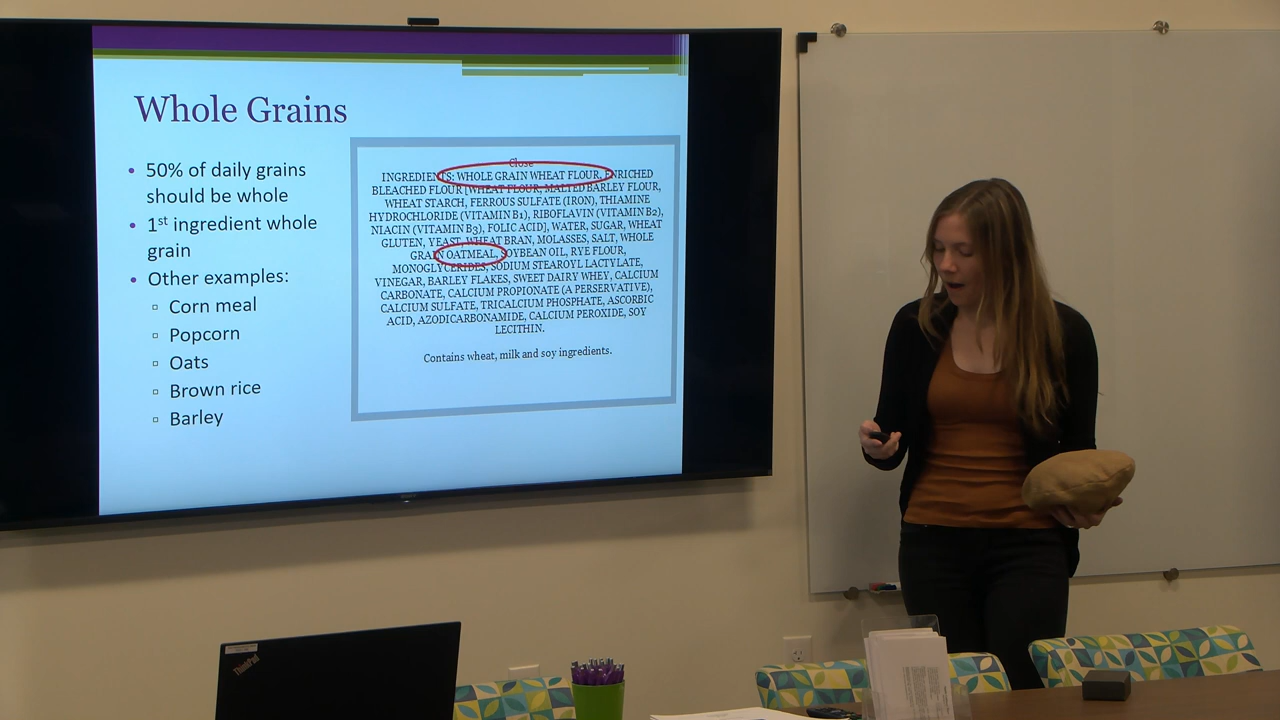 Whole Grains
• 50% of daily grains
should be whole
• 1st ingredient whole
grain
• Other examples:
▫ Corn meal
▫ Popcorn
▫ Oats
▫ Brown rice
▫ Barley
Close
INGREDIENTS: WHOLE GRAIN WHEAT FLOUR, ENRICHED
BLEACHED FLOUR [WHEAT FLOUR, MALTED BARLEY FLOUR,
WHEAT STARCH, FERROUS SULFATE (IRON), THIAMINE
HYDROCHLORIDE (VITAMIN B1), RIBOFLAVIN (VITAMIN B2),
NIACIN (VITAMIN B3), FOLIC ACID], WATER, SUGAR, WHEAT
GLUTEN, YEAST, WHEAT BRAN, MOLASSES, SALT, WHOLE
GRAIN OATMEAL, SOYBEAN OIL, RYE FLOUR,
MONOGLYCERIDES, SODIUM STEAROYL LACTYLATE,
VINEGAR, BARLEY FLAKES, SWEET DAIRY WHEY, CALCIUM
CARBONATE, CALCIUM PROPIONATE (A PERSERVATIVE),
CALCIUM SULFATE, TRICALCIUM PHOSPHATE, ASCORBIC
ACID, AZODICARBONAMIDE, CALCIUM PEROXIDE, SOY
LECITHIN.
Contains wheat, milk and soy ingredients.
ThinkPad